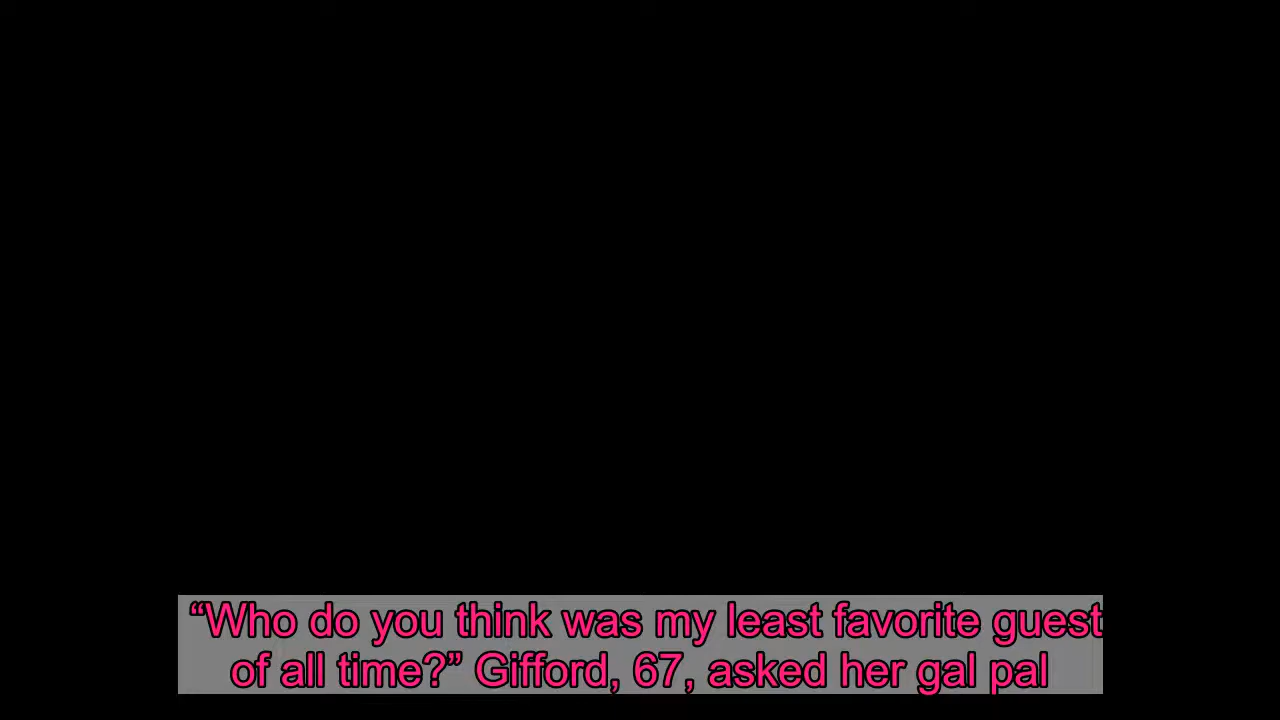 “Who do you think was my least favorite guest
of all time?” Gifford, 67, asked her gal pal